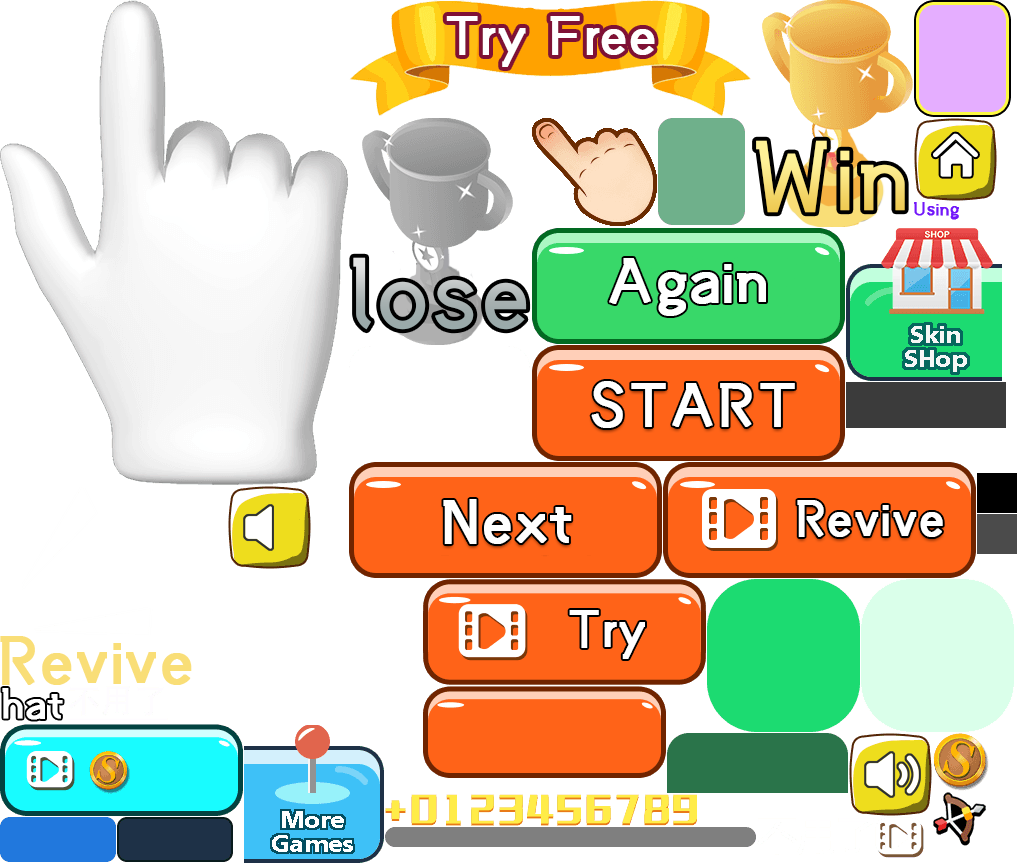 Try Free
Win
Using
lose
Again
SHOP
Skin
SHop
START
Next
Revive
Try
Revive
hat
S
More
Games
+0123456789
S